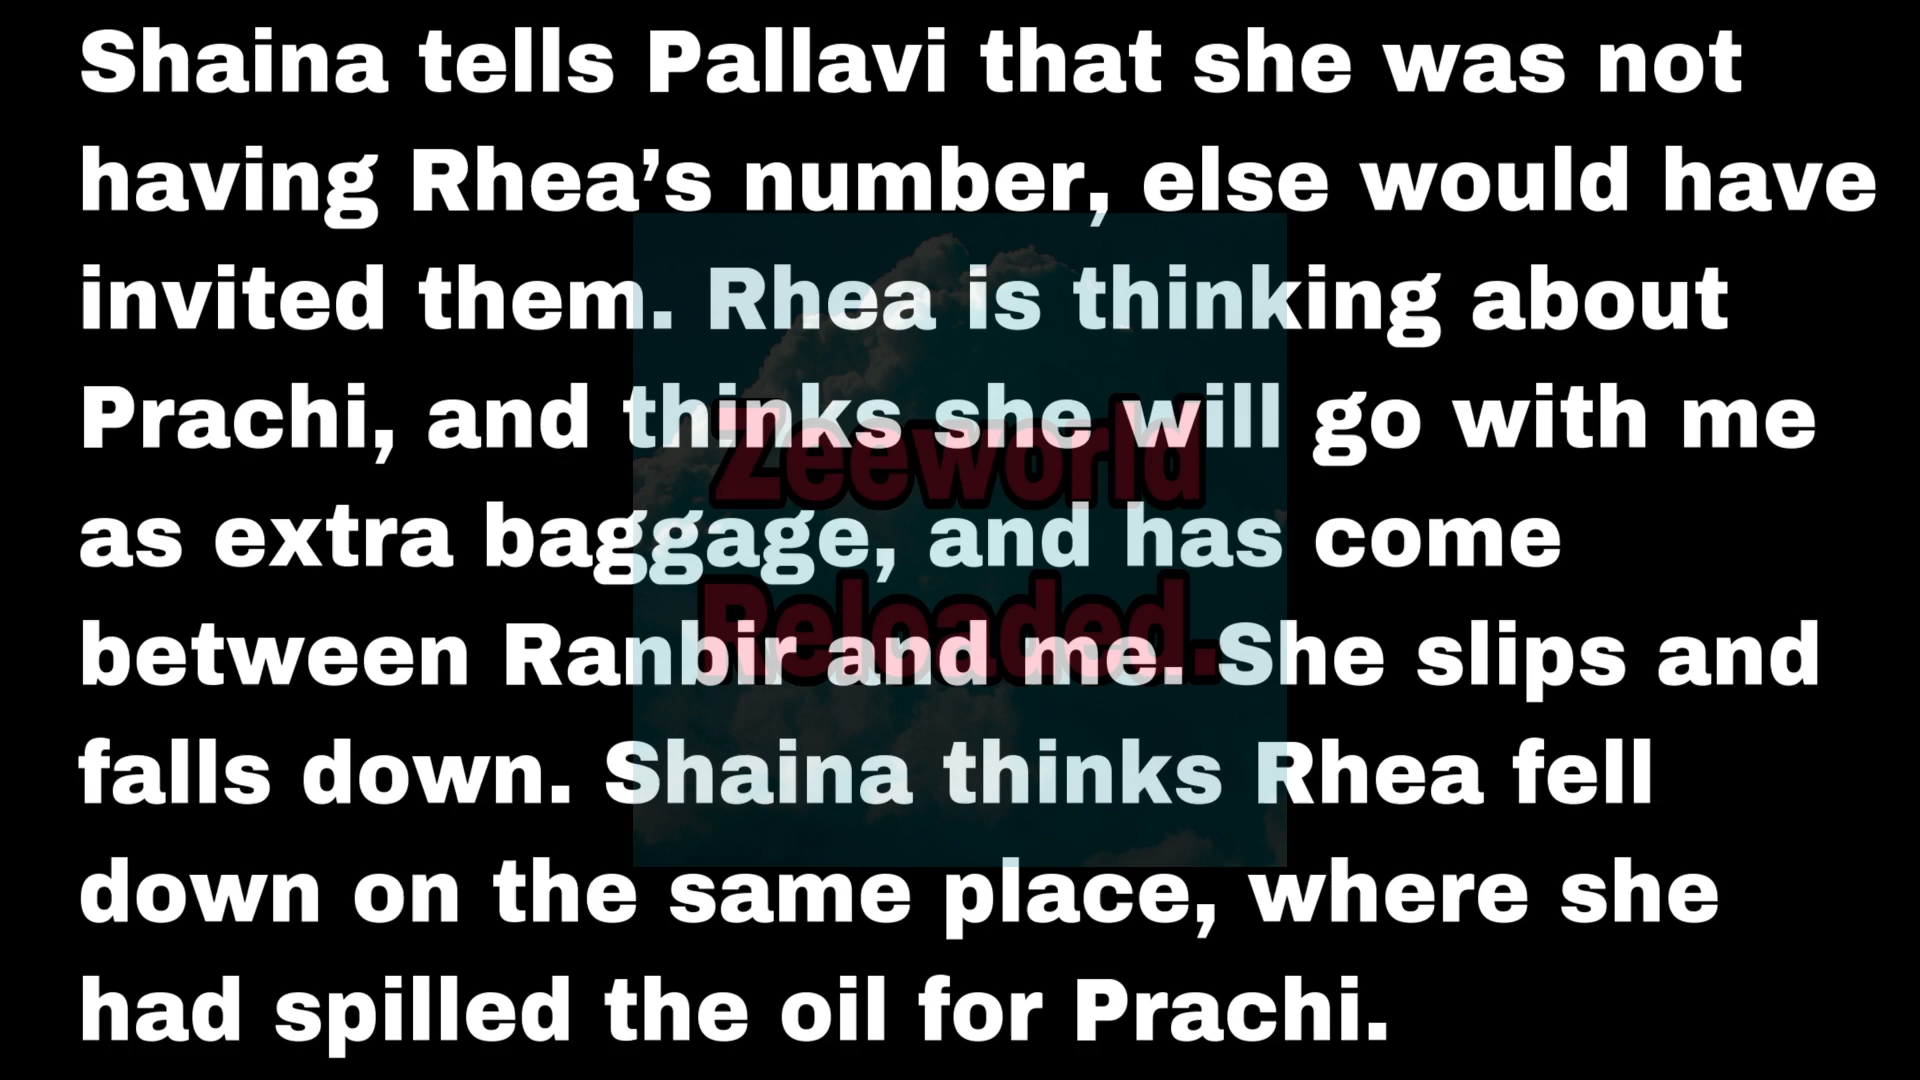 Shaina tells Pallavi that she was not
having Rhea’s number, else would have
invited them. Rhea is thinking about
Prachi, and thinks she will go with me
as extra baggage, and has come
between Ranbir and me. She slips and
falls down. Shaina thinks Rhea fell
down on the same place, where she
had spilled the oil for Prachi.
Zeeworld
Reloaded.